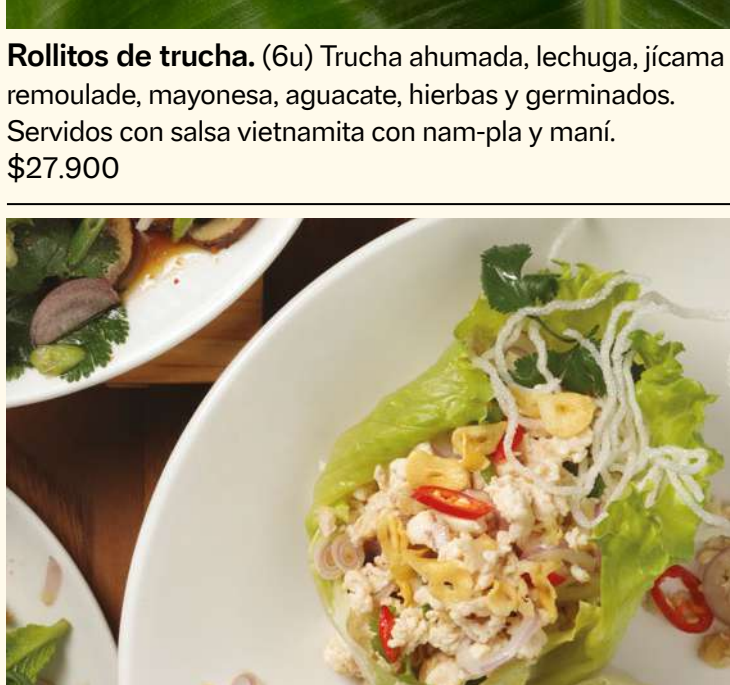 Rollitos de trucha. (6u) Trucha ahumada, lechuga, jícama
remoulade, mayonesa, aguacate, hierbas y germinados.
Servidos con salsa vietnamita con nam-pla y maní.
$27.900